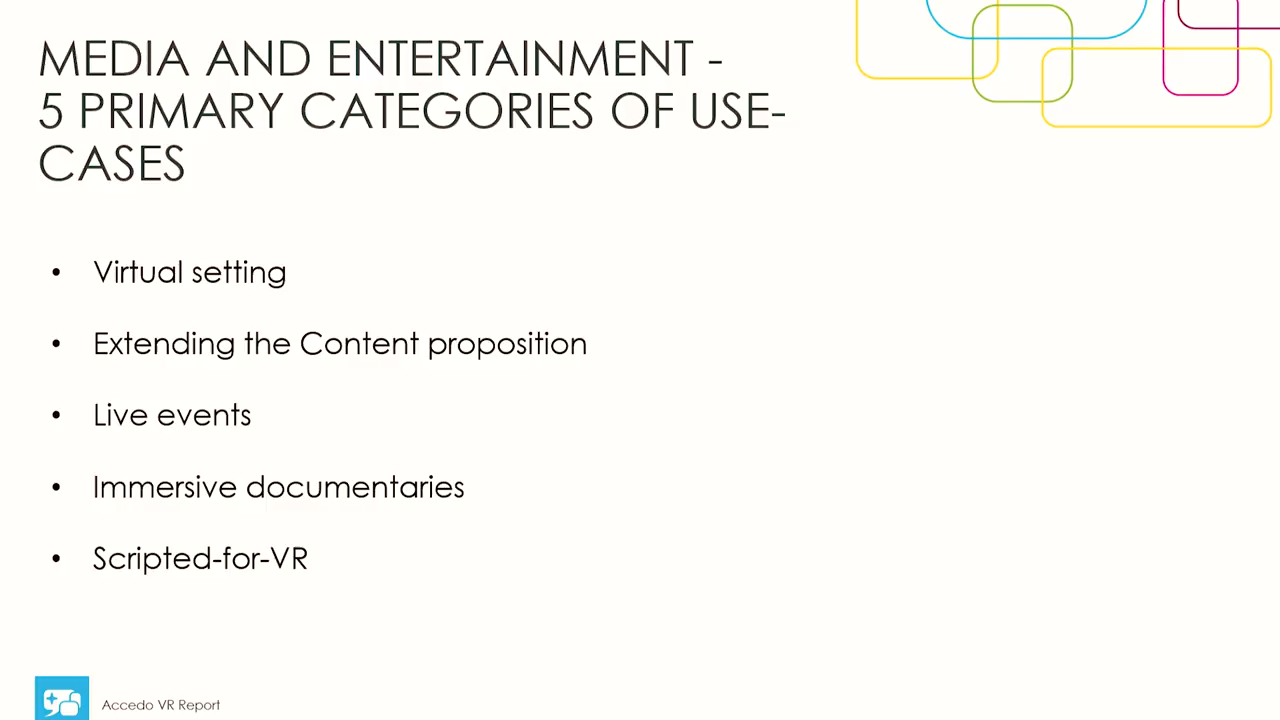 MEDIA AND ENTERTAINMENT -
5 PRIMARY CATEGORIES OF USE-
CASES
• Virtual setting
• Extending the Content proposition
• Live events
• Immersive documentaries
• Scripted-for-VR
Accedo VR Report